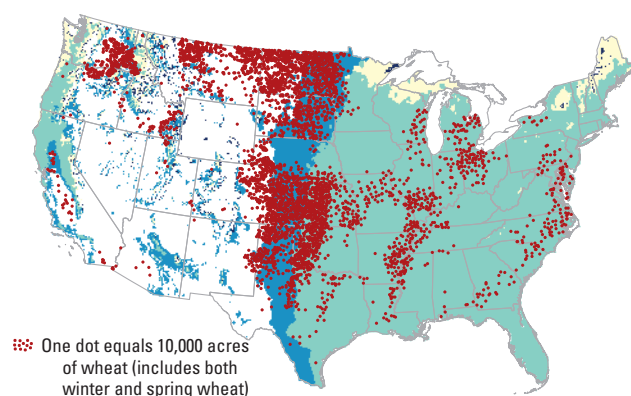 One dot equals 10,000 acres
of wheat (includes both
winter and spring wheat)